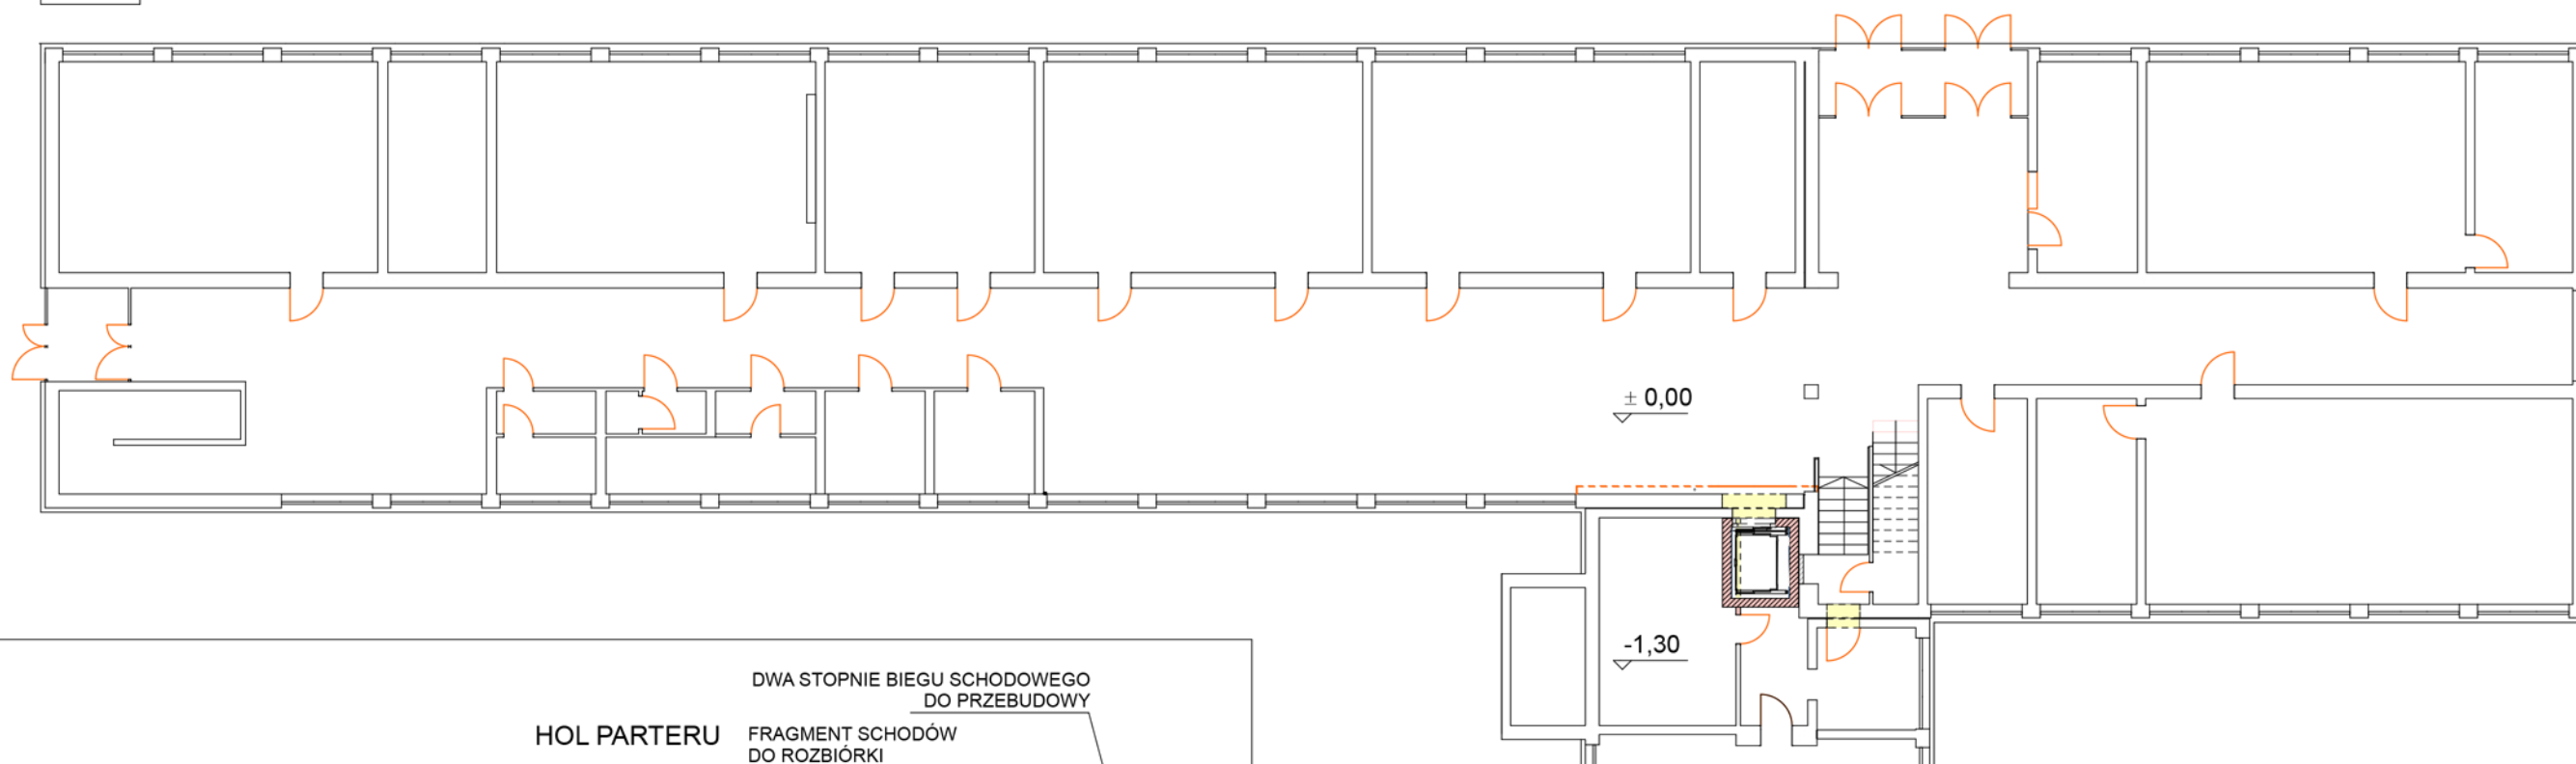 ± 0,00
-1,30
DWA STOPNIE BIEGU SCHODOWEGO
DO PRZEBUDOWY
HOL PARTERU
FRAGMENT SCHODÓW
DO ROZBIÓRKI